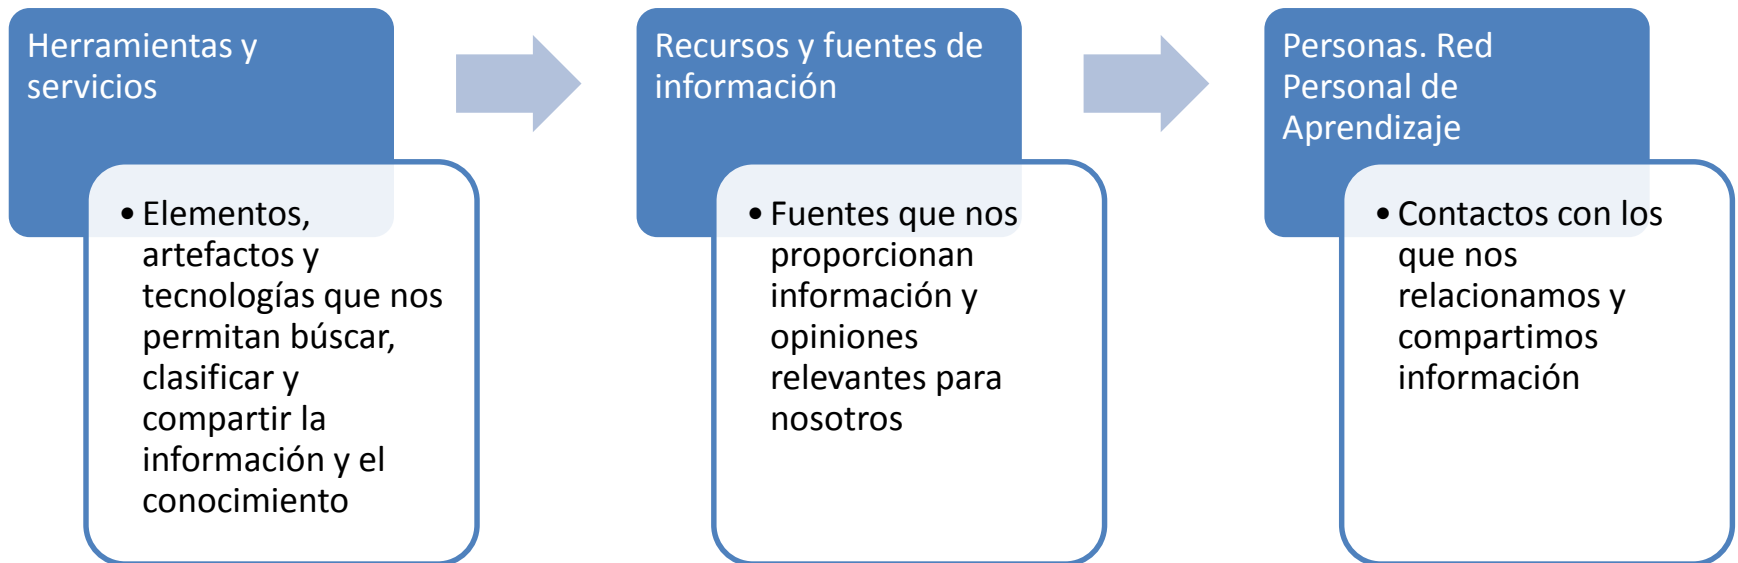 Herramientas y
servicios
• Elementos,
artefactos y
tecnologías que nos
permitan búscar,
clasificar y
compartir la
información y el
conocimiento
Recursos y fuentes de
información
• Fuentes que nos
proporcionan
información y
opiniones
relevantes para
nosotros
Personas. Red
Personal de
Aprendizaje
• Contactos con los
que nos
relacionamos y
compartimos
información